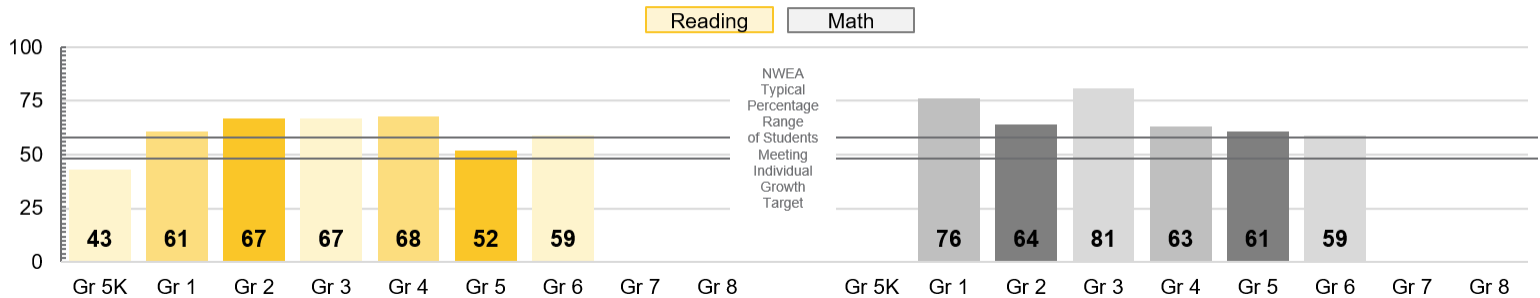 Reading Math
100
75
50
25
0
NWEA
Typical
Percentage
Range
of Students
Meeting
Individual
Growth
Target
43 61 67 67 68 52 59 76 64 81 63 61 59
Gr 5K Gr 1 Gr 2 Gr 3 Gr 4 Gr 5 Gr 6 Gr 7 Gr 8 Gr 5K Gr 1 Gr 2 Gr 3 Gr 4 Gr 5 Gr 6 Gr 7 Gr 8